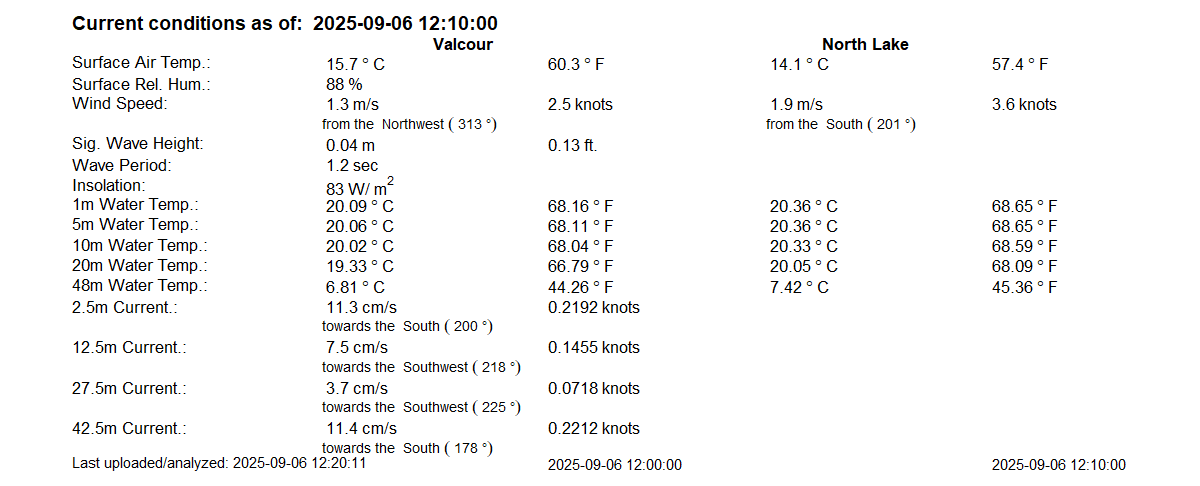 Current conditions as of: 2025-09-06 12:10:00
Valcour North Lake
Surface Air Temp.: 15.7 ° C 60.3 ° F 14.1 ° C 57.4 ° F
Surface Rel. Hum.: 88 %
Wind Speed: 1.3 m/s 2.5 knots 1.9 m/s 3.6 knots
from the Northwest ( 313 °) from the South ( 201 °)
Sig. Wave Height: 0.04 m 0.13 ft.
Wave Period: 1.2 sec
Insolation: 83 W/ m²
1m Water Temp.: 20.09 ° C 68.16 ° F 20.36 ° C 68.65 ° F
5m Water Temp.: 20.06 ° C 68.11 ° F 20.36 ° C 68.65 ° F
10m Water Temp.: 20.02 ° C 68.04 ° F 20.33 ° C 68.59 ° F
20m Water Temp.: 19.33 ° C 66.79 ° F 20.05 ° C 68.09 ° F
48m Water Temp.: 6.81 ° C 44.26 ° F 7.42 ° C 45.36 ° F
2.5m Current.: 11.3 cm/s 0.2192 knots
towards the South ( 200 °)
12.5m Current.: 7.5 cm/s 0.1455 knots
towards the Southwest ( 218 °)
27.5m Current.: 3.7 cm/s 0.0718 knots
towards the Southwest ( 225 °)
42.5m Current.: 11.4 cm/s 0.2212 knots
towards the South ( 178 °)
Last uploaded/analyzed: 2025-09-06 12:20:11 2025-09-06 12:00:00 2025-09-06 12:10:00